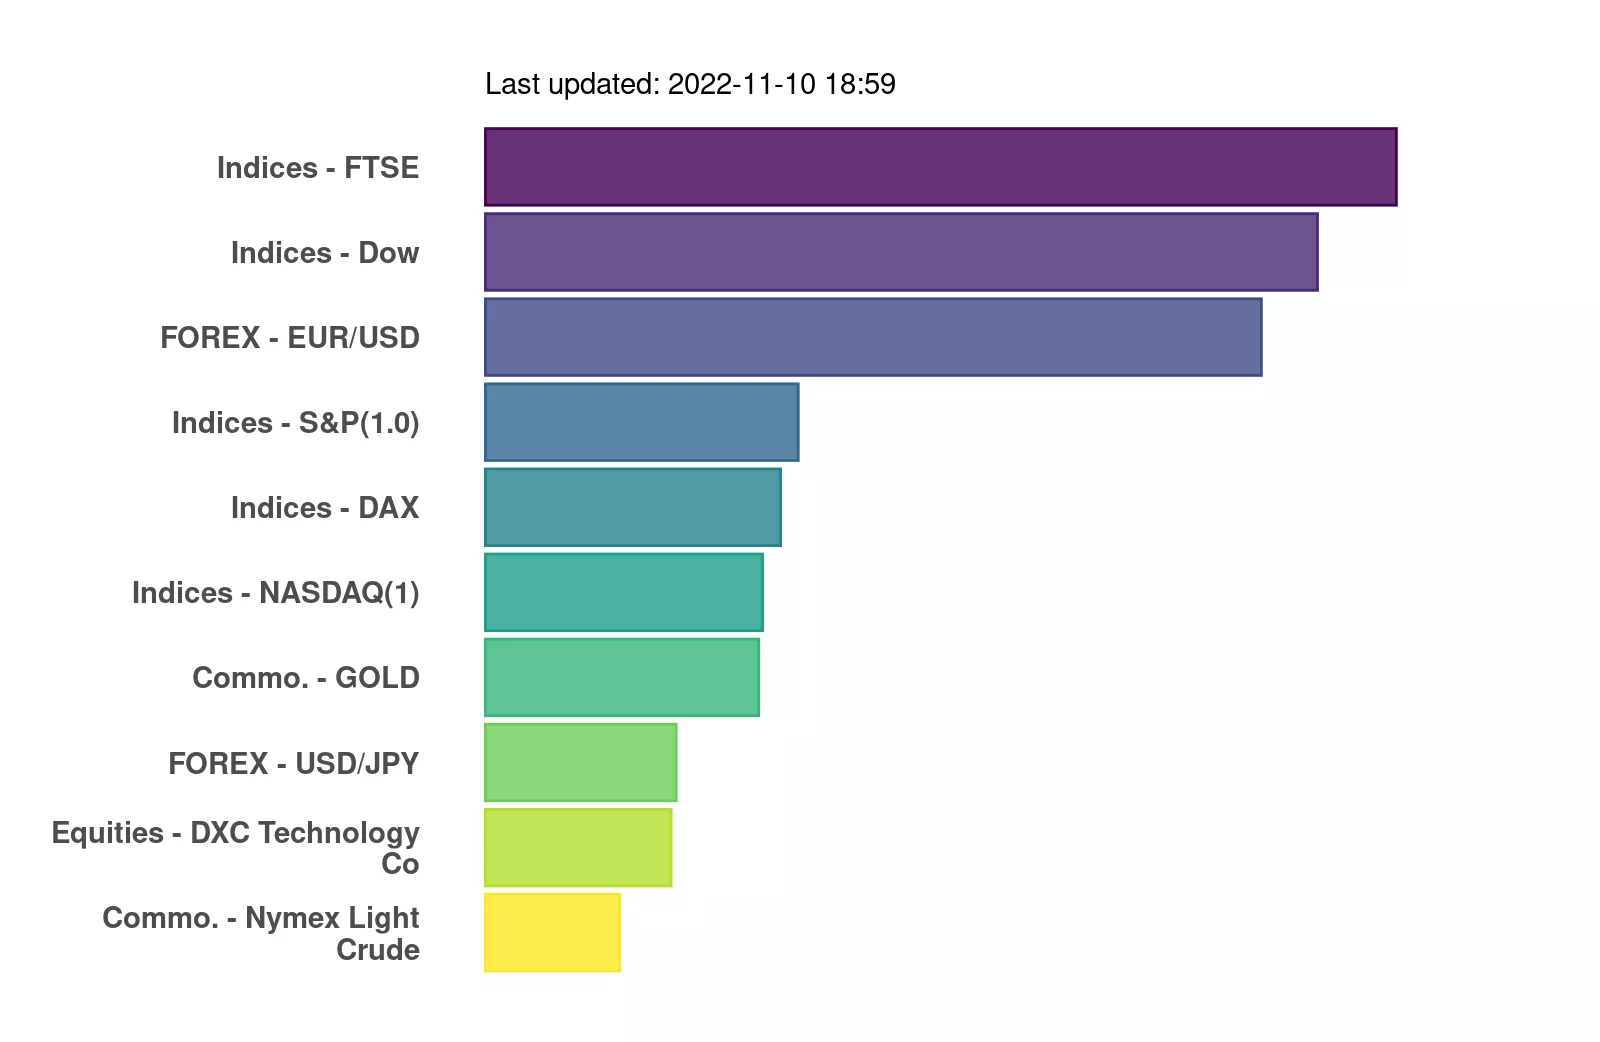 Last updated: 2022-11-10 18:59
Indices - FTSE
Indices - Dow
FOREX - EUR/USD
Indices - S&P(1.0)
Indices - DAX
Indices - NASDAQ(1)
Commo. - GOLD
FOREX - USD/JPY
Equities - DXC Technology
Co
Commo. - Nymex Light
Crude